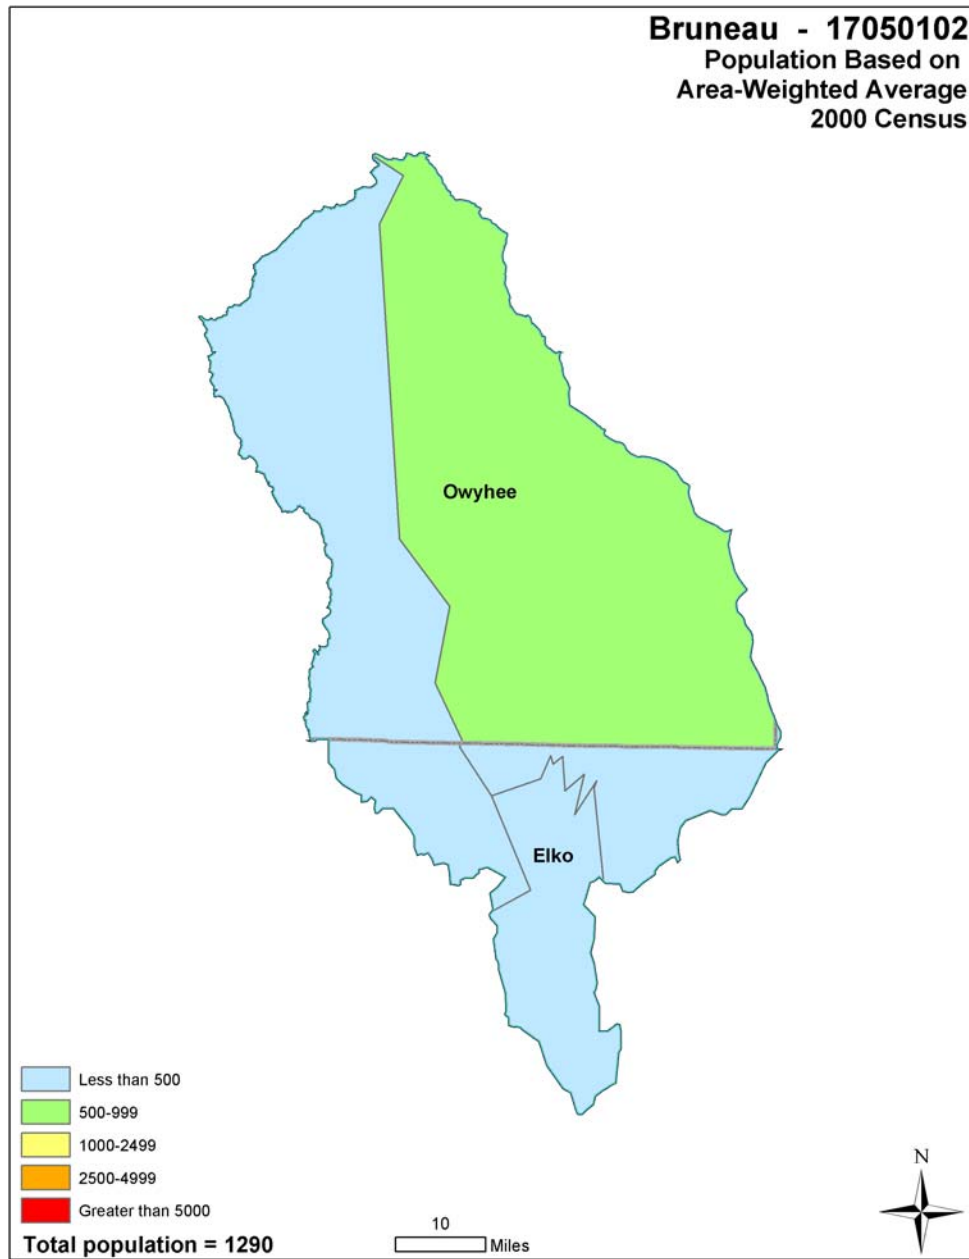 Bruneau - 17050102
Population Based on
Area-Weighted Average
2000 Census
Owyhee
Elko
Less than 500
500-999
1000-2499
2500-4999
Greater than 5000
Total population = 1290
10
Miles
N